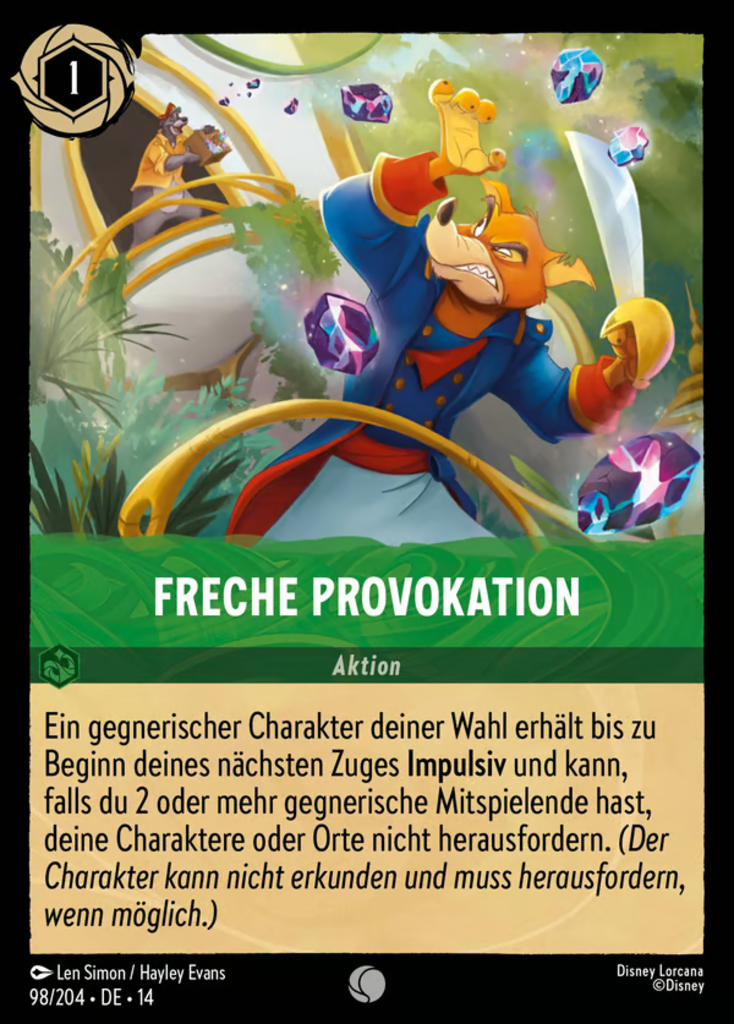 1
FRECHE PROVOKATION
Aktion
Ein gegnerischer Charakter deiner Wahl erhält bis zu
Beginn deines nächsten Zuges Impulsiv und kann,
falls du 2 oder mehr gegnerische Mitspielende hast,
deine Charaktere oder Orte nicht herausfordern. (Der
Charakter kann nicht erkunden und muss herausfordern,
wenn möglich.)
Len Simon / Hayley Evans
98/204 • DE • 14
Disney Lorcana
©Disney